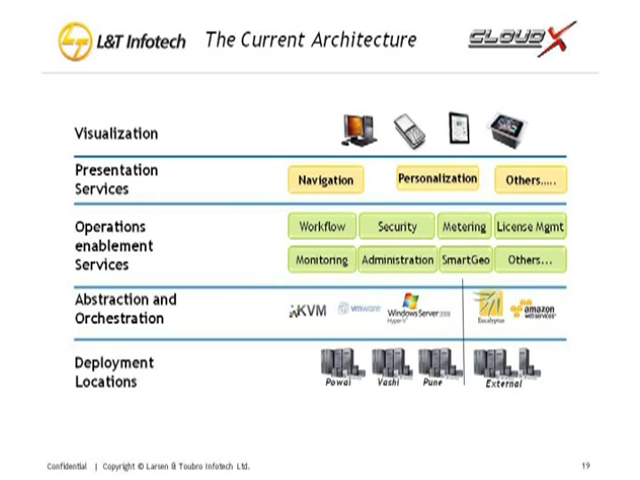 L&T Infotech The Current Architecture CLOUDX
Visualization
Presentation
Services
Navigation Personalization Others.....
Operations
enablement
Services
Workflow Security Metering License Mgmt
Monitoring Administration SmartGeo Others...
Abstraction and
Orchestration
KVM vmware Windows Server 2008 Hyper-V Eucalyptus amazon webservices
Deployment
Locations
Powai Vashi Pune External
Confidential | Copyright © Larsen & Toubro Infotech Ltd. 19